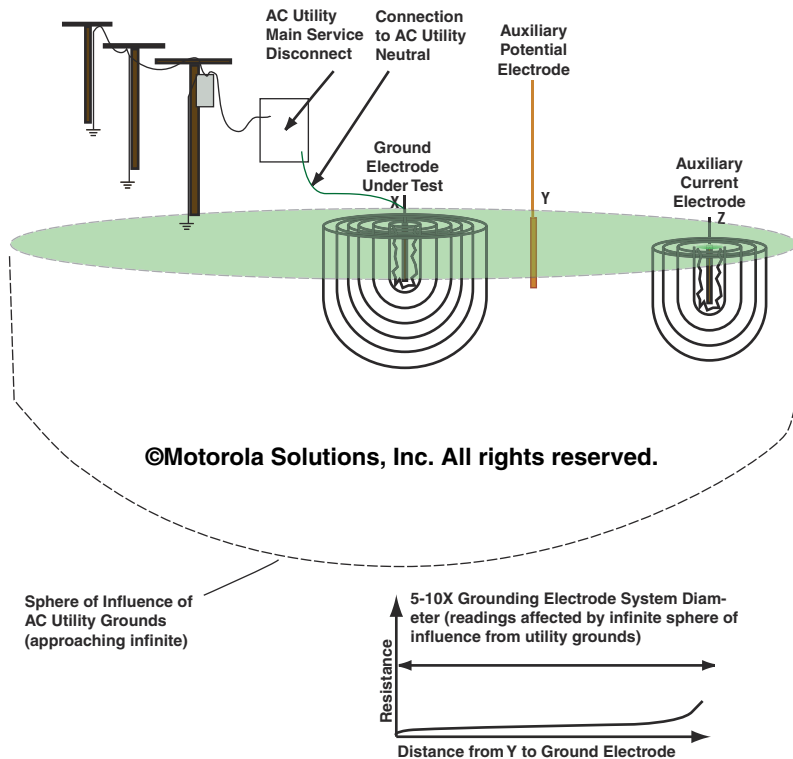 AC Utility
Main Service
Disconnect
Connection
to AC Utility
Neutral
Auxiliary
Potential
Electrode
Ground
Electrode
Under Test
X
Y
Auxiliary
Current
Electrode
Z
©Motorola Solutions, Inc. All rights reserved.
Sphere of Influence of
AC Utility Grounds
(approaching infinite)
5-10X Grounding Electrode System Diam-
eter (readings affected by infinite sphere of
influence from utility grounds)
Resistance
Distance from Y to Ground Electrode